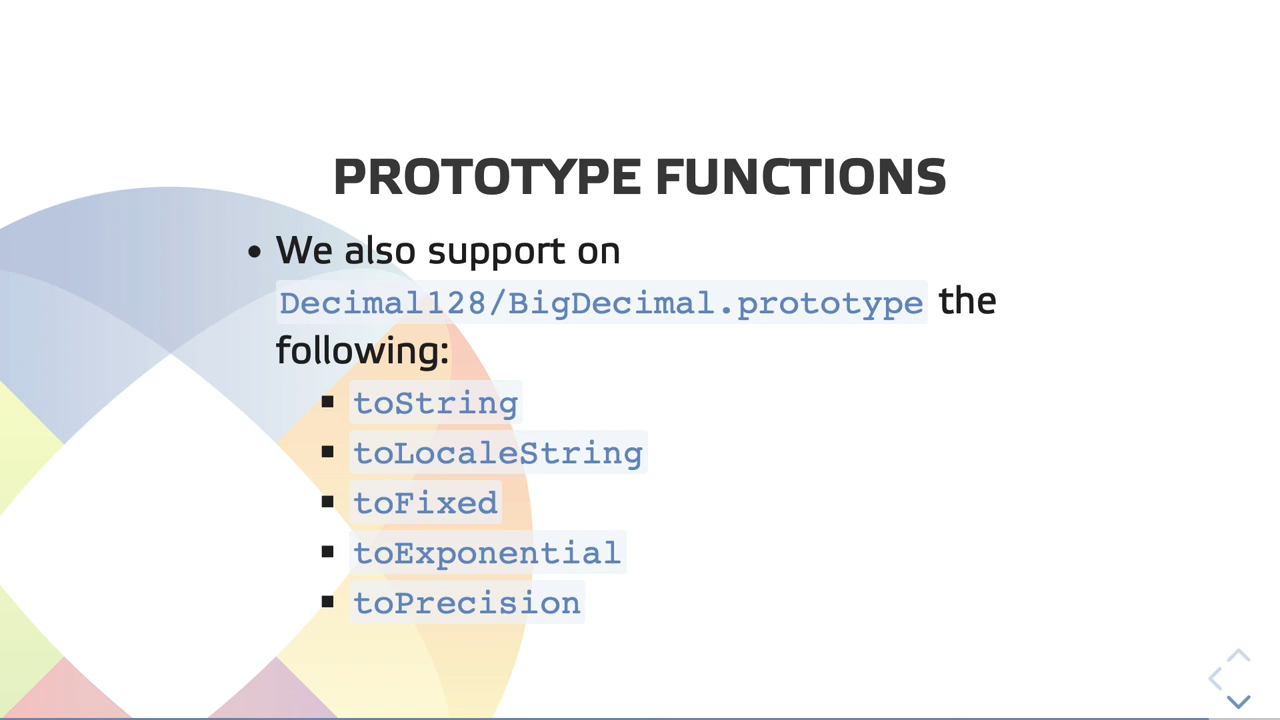 PROTOTYPE FUNCTIONS
• We also support on
Decimal128/BigDecimal.prototype the
following:
▪ toString
▪ toLocaleString
▪ toFixed
▪ toExponential
▪ toPrecision